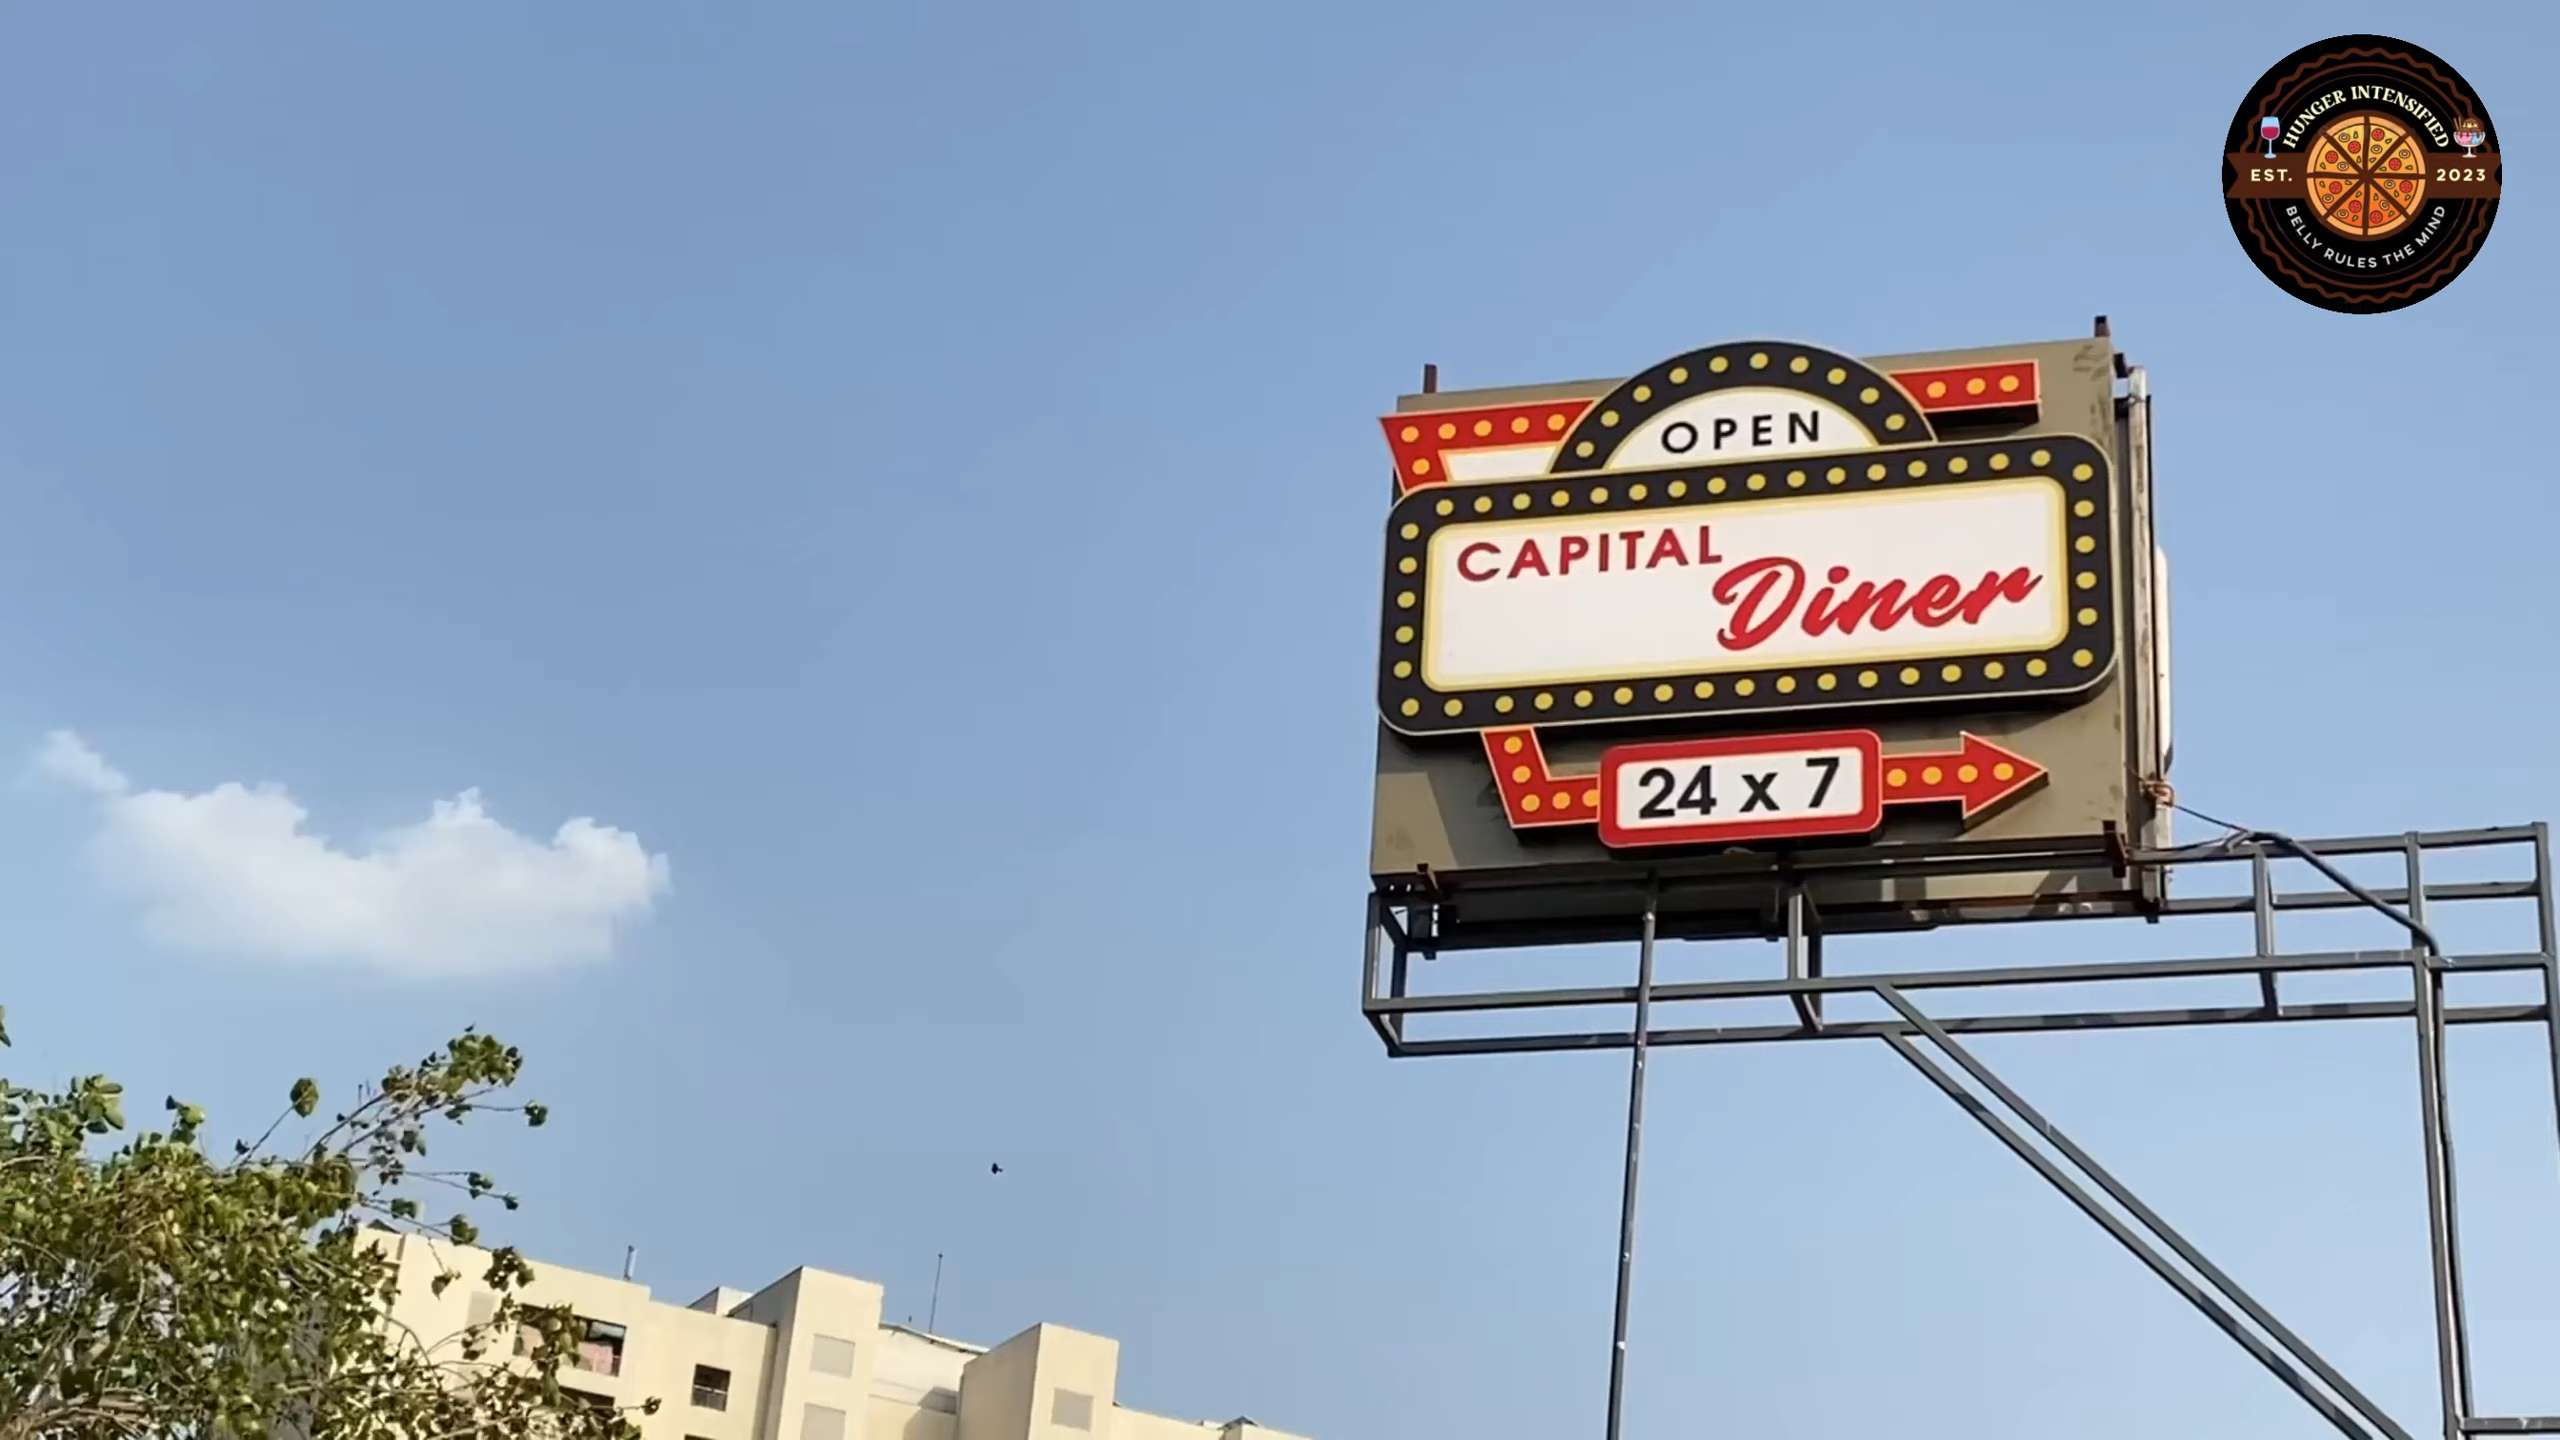 HUNGER INTENSIFIED
EST. 2023
BELLY RULES THE MIND
OPEN
CAPITAL
Diner
24 x 7